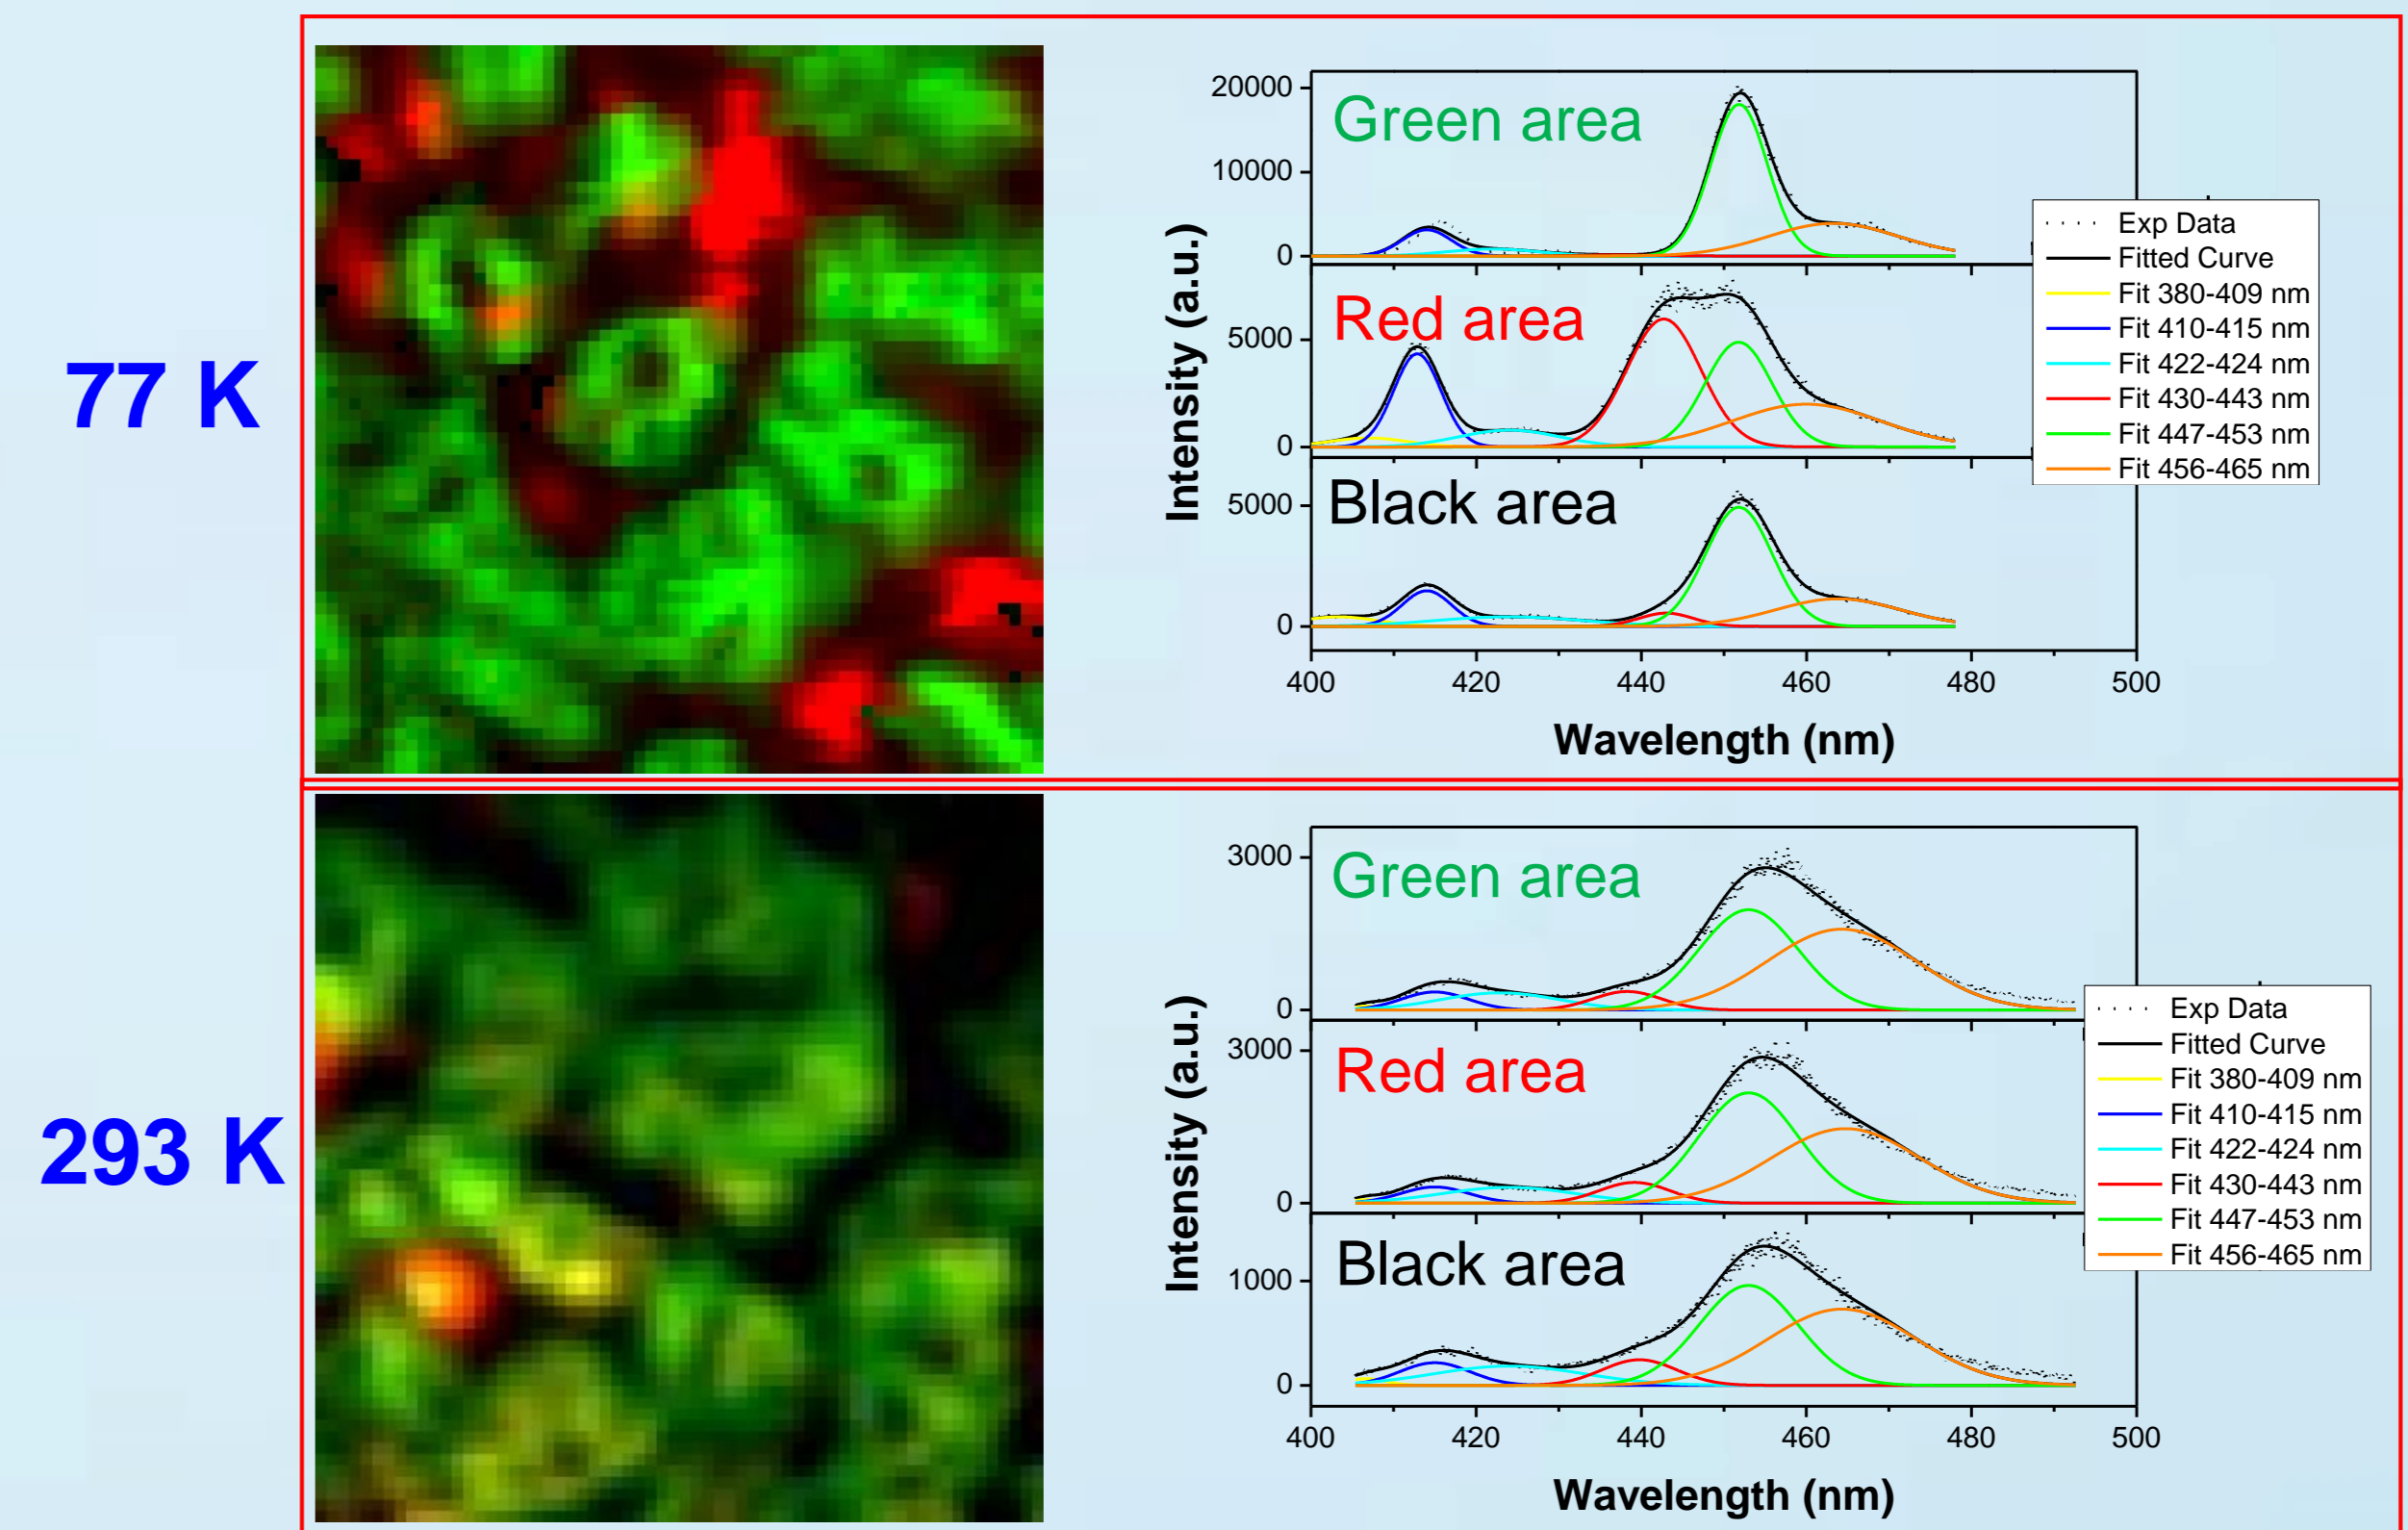 77 K
Intensity (a.u.)
20000
10000
0
Green area
5000
0
Red area
5000
0
Black area
400 420 440 460 480 500
Wavelength (nm)
Exp Data
Fitted Curve
Fit 380-409 nm
Fit 410-415 nm
Fit 422-424 nm
Fit 430-443 nm
Fit 447-453 nm
Fit 456-465 nm
293 K
Intensity (a.u.)
3000
0
Green area
3000
0
Red area
1000
0
Black area
400 420 440 460 480 500
Wavelength (nm)
Exp Data
Fitted Curve
Fit 380-409 nm
Fit 410-415 nm
Fit 422-424 nm
Fit 430-443 nm
Fit 447-453 nm
Fit 456-465 nm